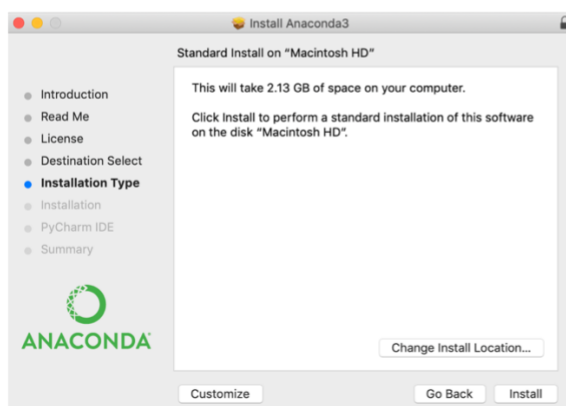 Install Anaconda3
Standard Install on “Macintosh HD”
Introduction
Read Me
License
Destination Select
Installation Type
Installation
PyCharm IDE
Summary
This will take 2.13 GB of space on your computer.
Click Install to perform a standard installation of this software
on the disk “Macintosh HD”.
ANACONDA
Change Install Location...
Customize
Go Back
Install